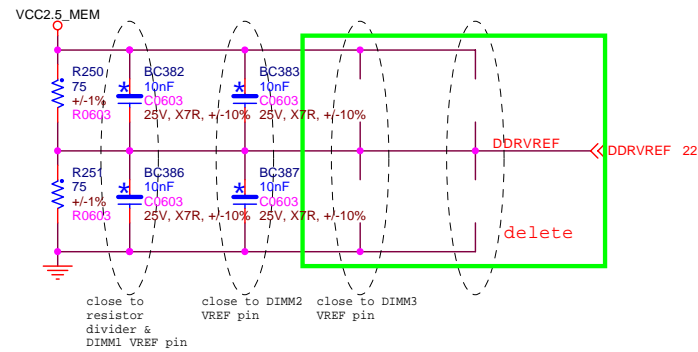 VCC2.5_MEM
R250
75
+/-1%
R0603
BC382
10nF
C0603
25V, X7R, +/-10%
BC383
10nF
C0603
25V, X7R, +/-10%
DDRVREF
DDRVREF 22
R251
75
+/-1%
R0603
BC386
10nF
C0603
25V, X7R, +/-10%
BC387
10nF
C0603
25V, X7R, +/-10%
delete
close to
resistor
divider &
DIMM1 VREF pin
close to DIMM2
VREF pin
close to DIMM3
VREF pin